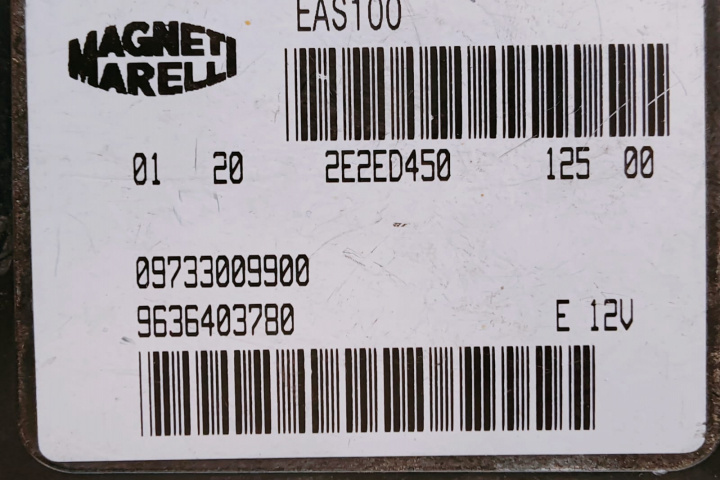 EAS100
MAGNETI
MARELLI
01 20 2E2ED450 125 00
09733009900
9636403780 E 12V